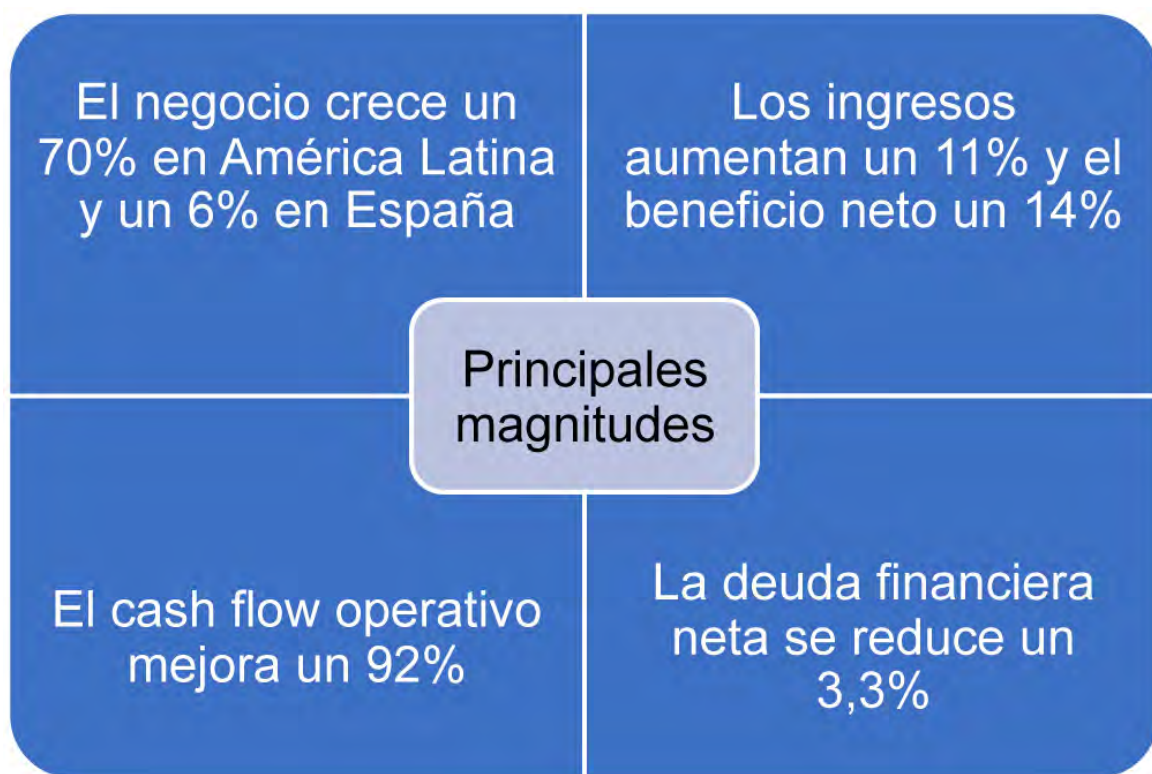 El negocio crece un
70% en América Latina
y un 6% en España
Los ingresos
aumentan un 11% y el
beneficio neto un 14%
Principales
magnitudes
El cash flow operativo
mejora un 92%
La deuda financiera
neta se reduce un
3,3%